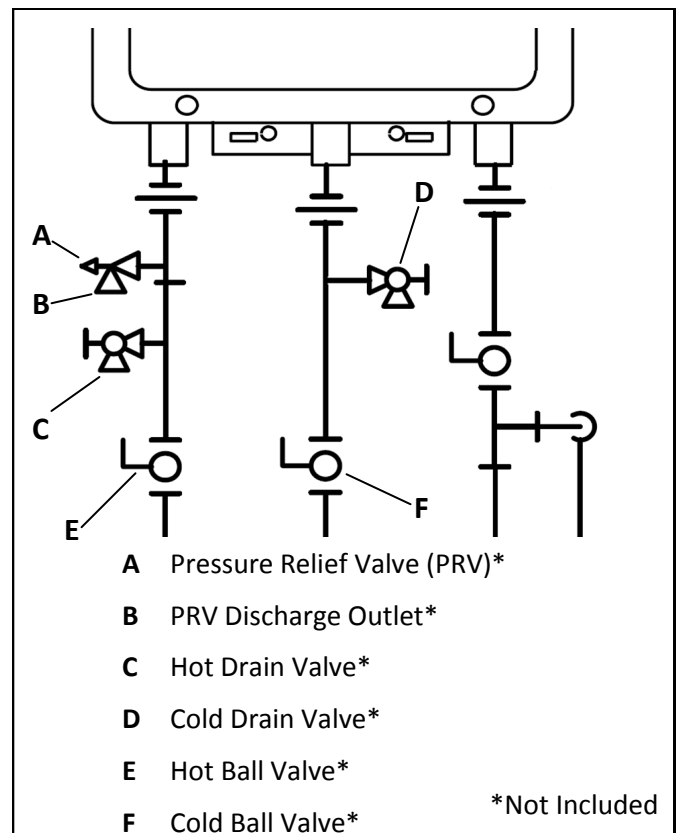 D
A
B
C
E
F
A Pressure Relief Valve (PRV)*
B PRV Discharge Outlet*
C Hot Drain Valve*
D Cold Drain Valve*
E Hot Ball Valve*
F Cold Ball Valve*
*Not Included